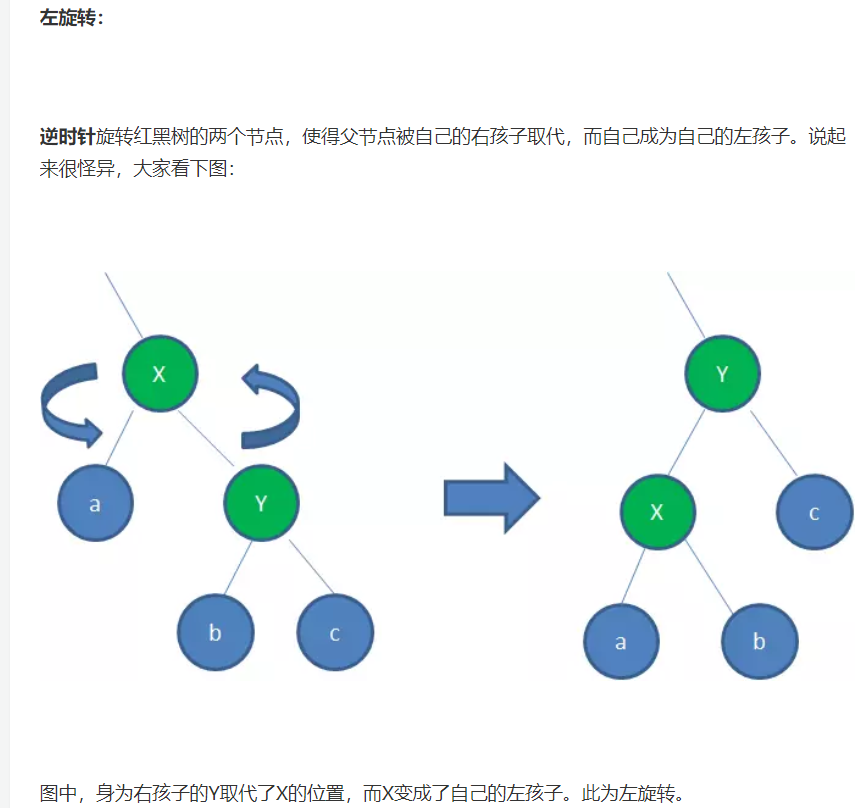 左旋转：
逆时针旋转红黑树的两个节点，使得父节点被自己的右孩子取代，而自己成为自己的左孩子。说起
来很怪异，大家看下图：
X
Y
a
Y
X
c
b
c
a
b
图中，身为右孩子的Y取代了X的位置，而X变成了自己的左孩子。此为左旋转。